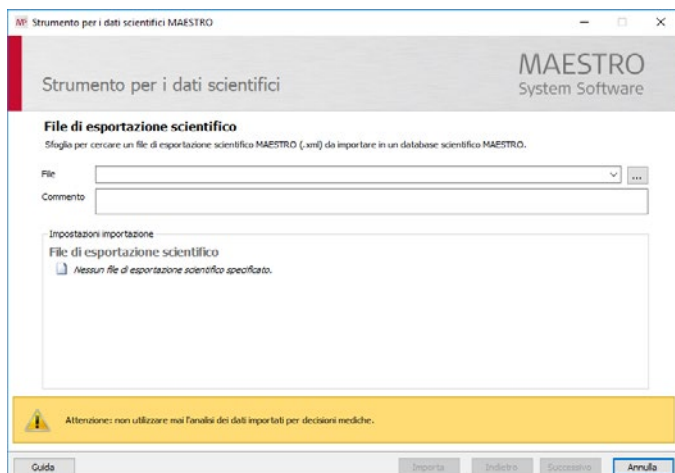 Strumento per i dati scientifici MAESTRO
MAESTRO
System Software
Strumento per i dati scientifici
File di esportazione scientifico
Sfoglia per cercare un file di esportazione scientifico MAESTRO (.xml) da importare in un database scientifico MAESTRO.
File
...
Commento
Impostazioni importazione
File di esportazione scientifico
Nessun file di esportazione scientifico specificato.
Attenzione: non utilizzare mai l'analisi dei dati importati per decisioni mediche.
Guida Importa Indietro Successivo Annulla